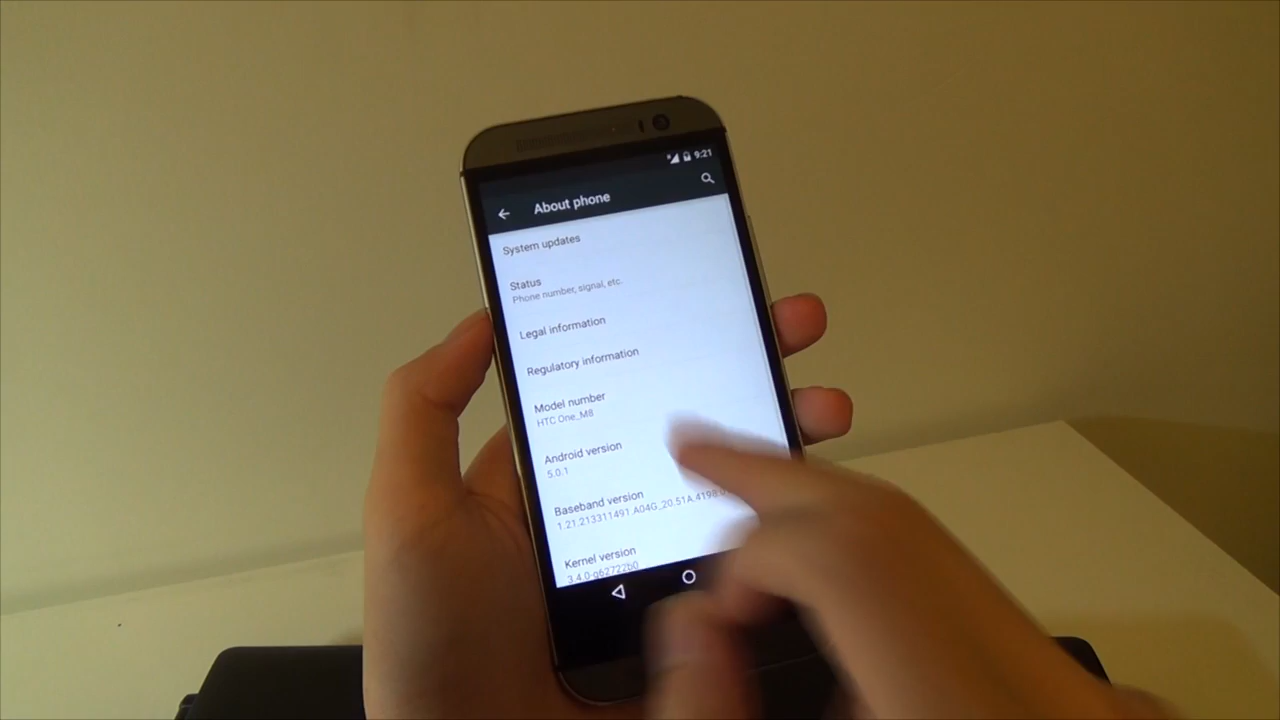 9:21
About phone
System updates
Status
Phone number, signal, etc.
Legal information
Regulatory information
Model number
HTC One_M8
Android version
5.0.1
Baseband version
1.21.213311491.A04G_20.51A.4198.0
Kernel version
3.4.0-g62722b0